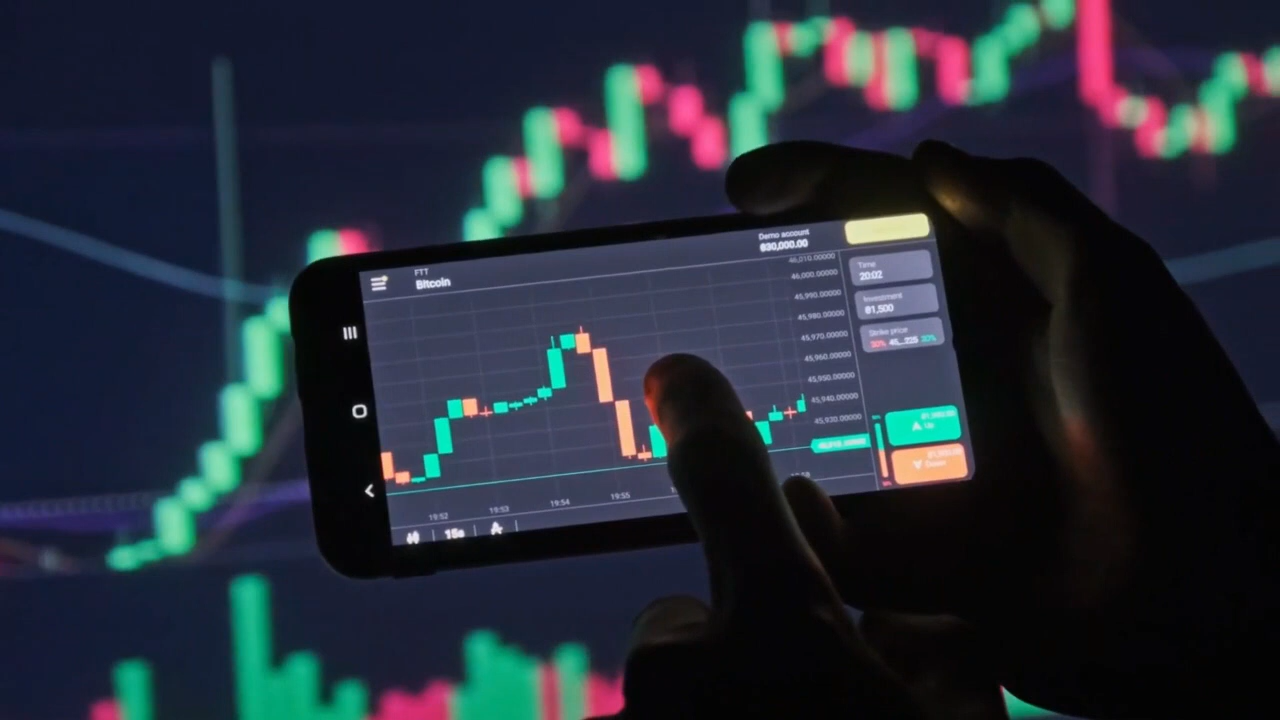 FTT
Bitcoin
Demo account
฿30,000.00
46,010.00000
46,000.00000
45,990.00000
45,980.00000
45,970.00000
45,960.00000
45,950.00000
45,940.00000
45,930.00000
Time
20:02
Investment
฿1,500
Strike price
Up
Down
19:52
19:53
19:54
19:55
15s